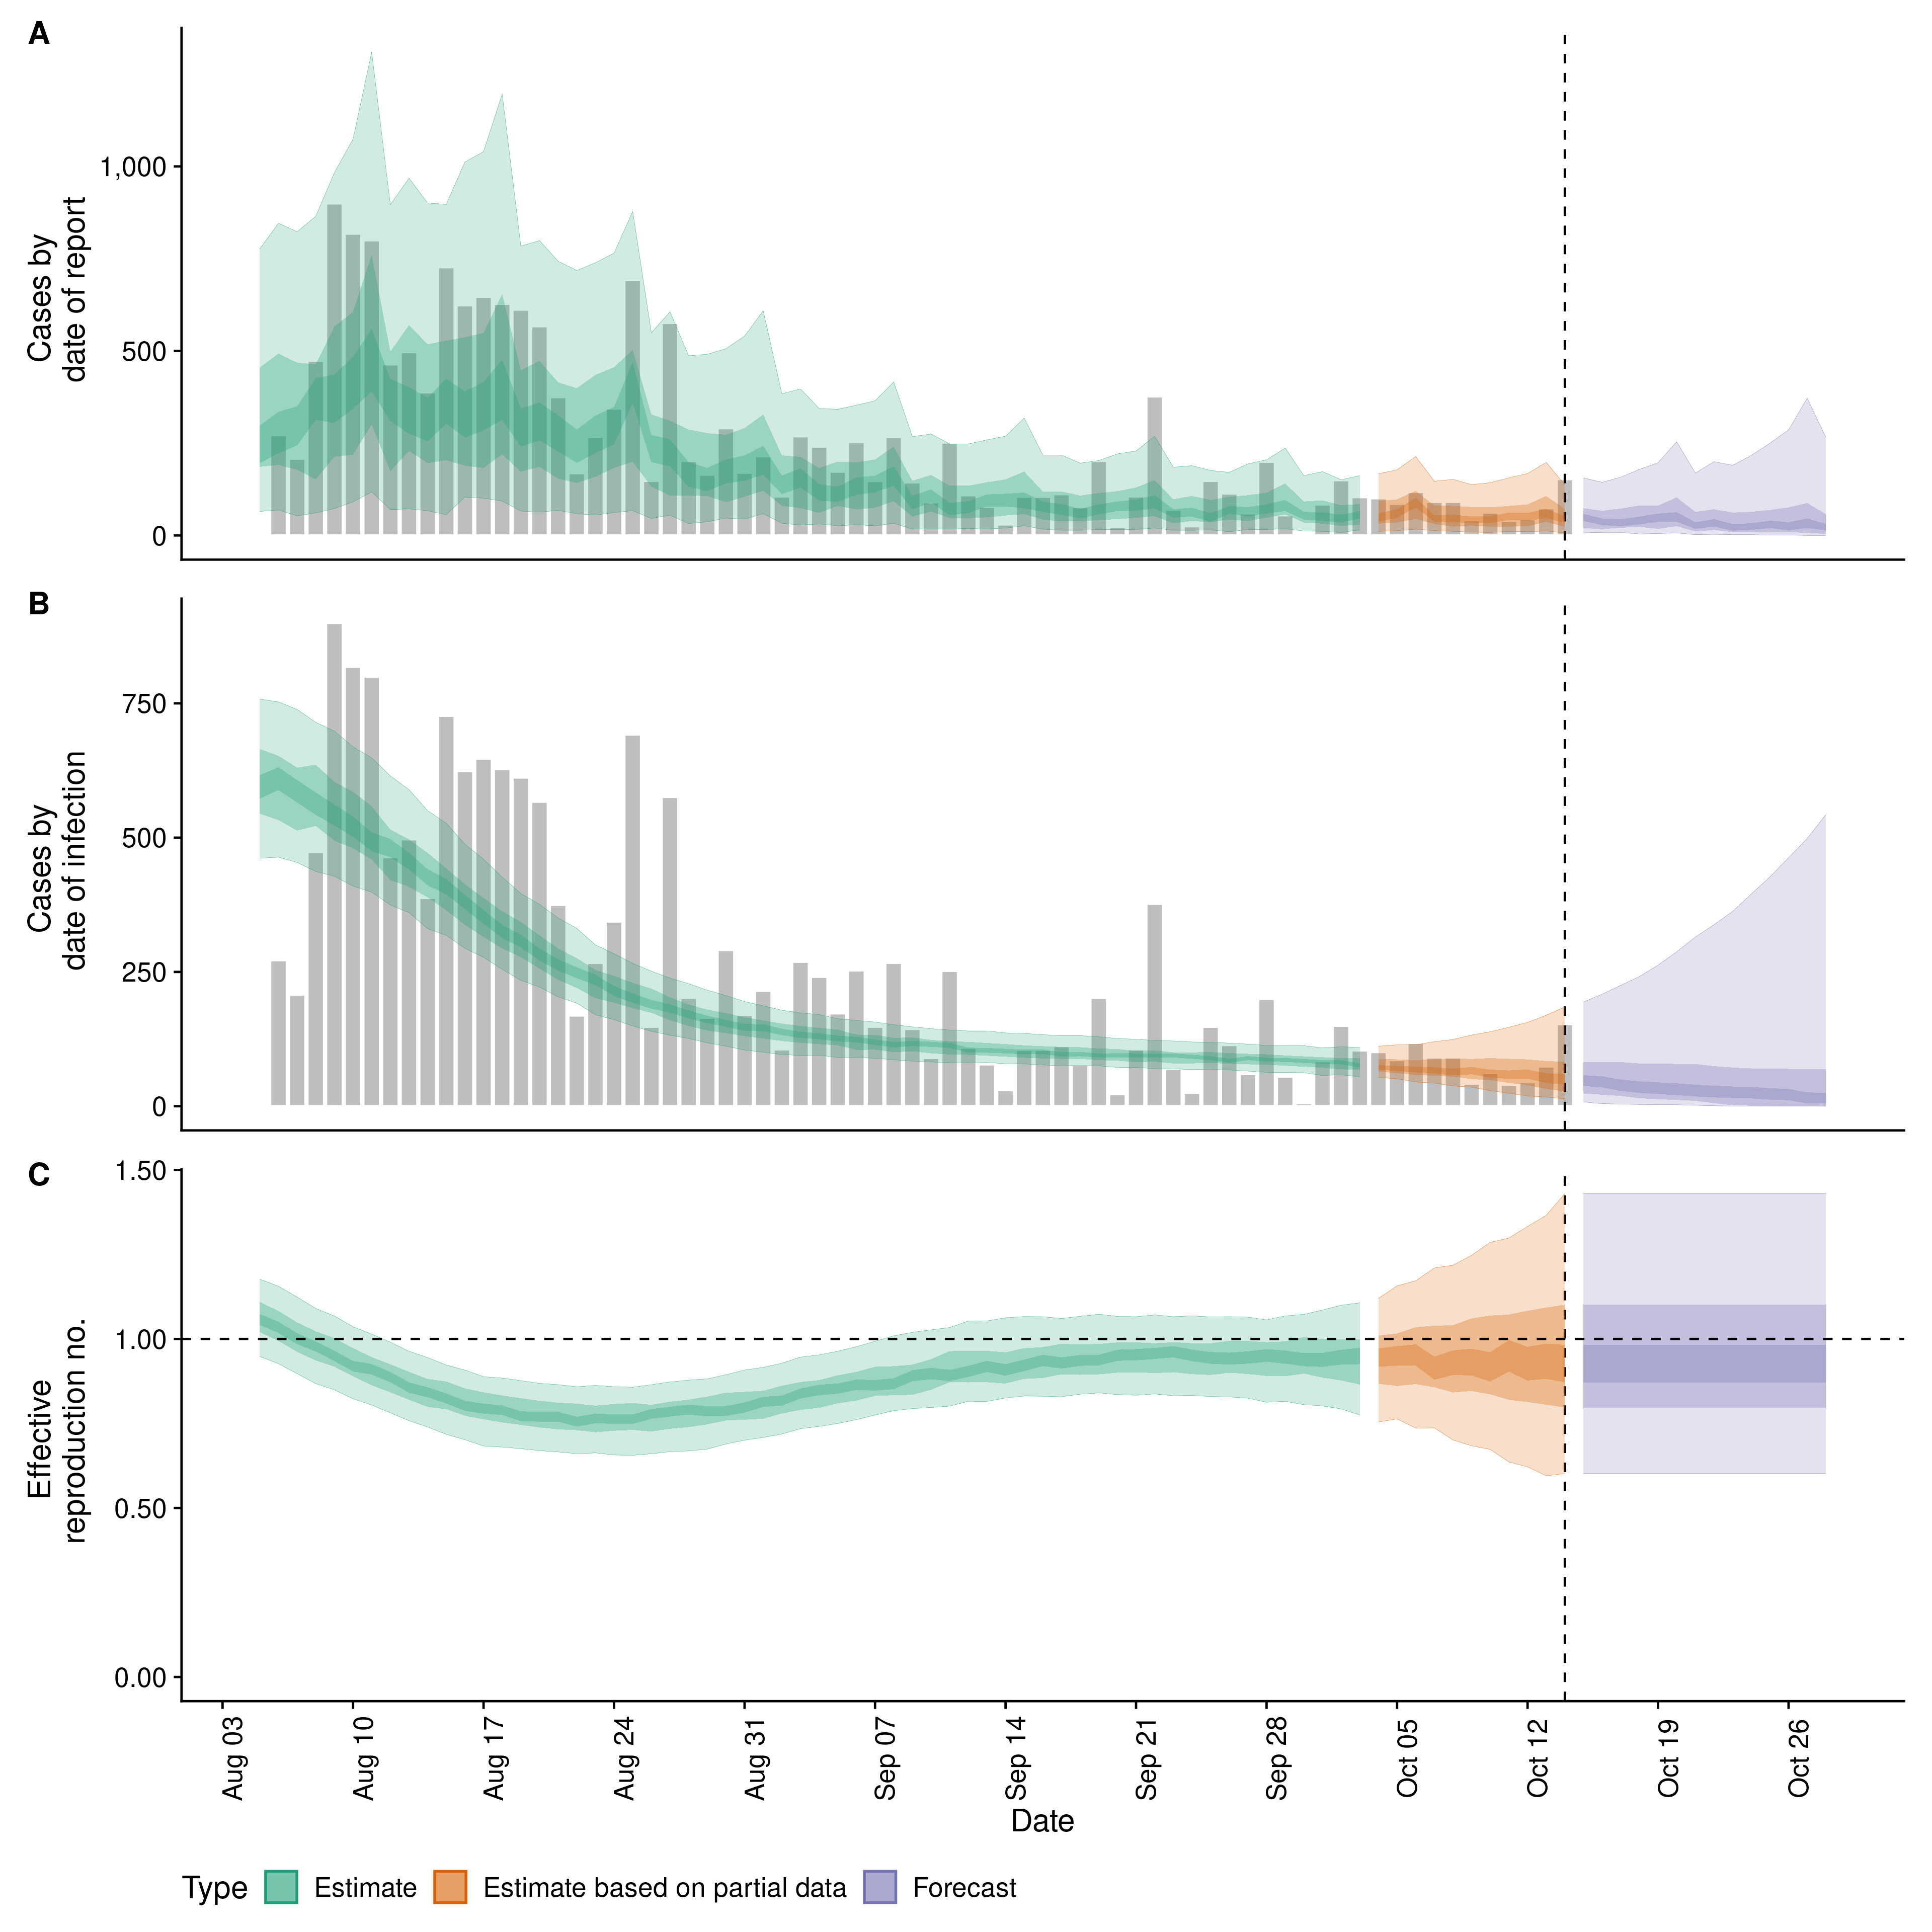 A
Cases by
date of report
1,000
500
0
B
Cases by
date of infection
750
500
250
0
C
Effective
reproduction no.
1.50
1.00
0.50
0.00
Aug 03
Aug 10
Aug 17
Aug 24
Aug 31
Sep 07
Sep 14
Sep 21
Sep 28
Oct 05
Oct 12
Oct 19
Oct 26
Date
Type Estimate Estimate based on partial data Forecast